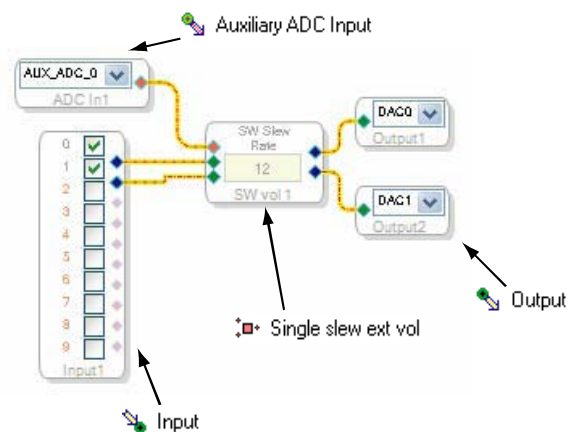 Auxiliary ADC Input
AUX_ADC_0
ADC In1
0
1
2
3
4
5
6
7
8
9
Input1
SW Slew
Rate
12
SW vol 1
DAC0
Output1
DAC1
Output2
Output
Single slew ext vol
Input